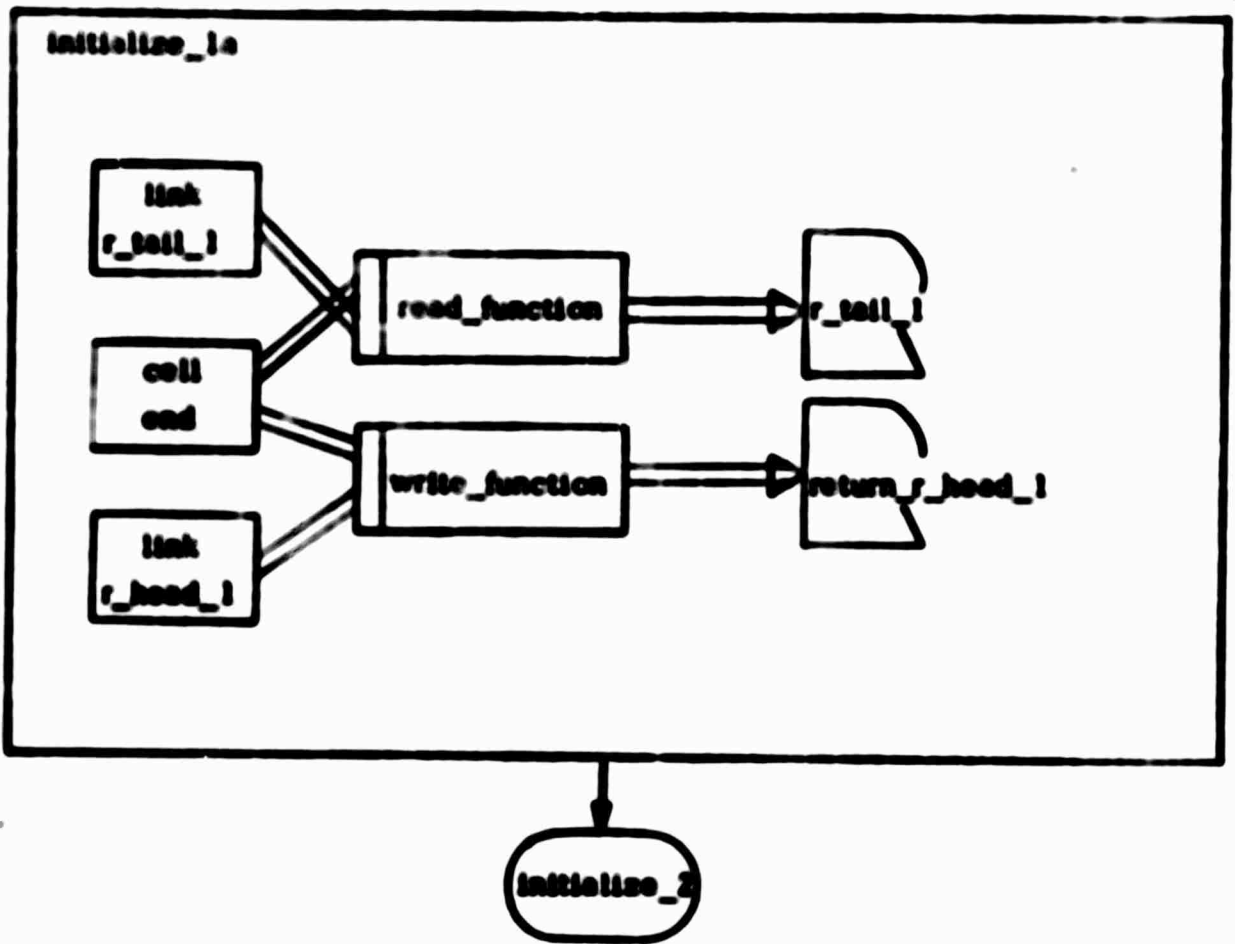 initialize_1a
link
r_tail_1
read_function
r_tail_1
cell
end
write_function
return_r_head_1
link
r_head_1
initialize_2